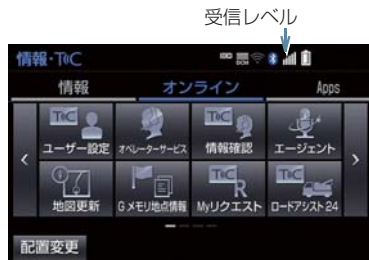 受信レベル
情報・T@C
DCM
情報 オンライン Apps
T@C T@C
ユーザー設定 オペレーターサービス 情報確認 エージェント
T@C T@C
R
地図更新 Gメモリ地点情報 Myリクエスト ロードアシスト24
配置変更